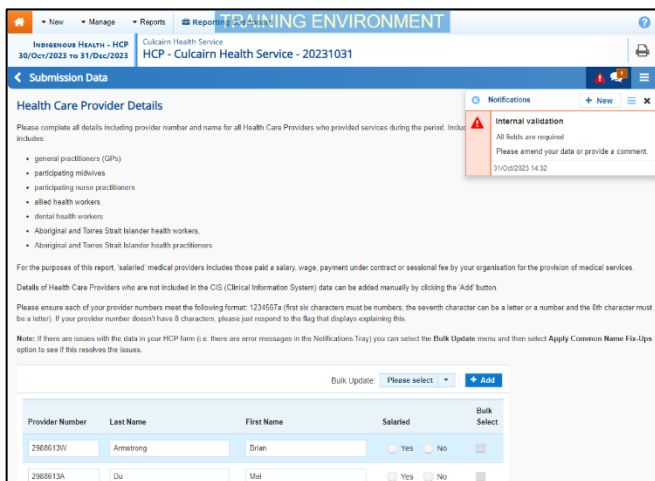 New Manage Reports Reporting TRAINING ENVIRONMENT
INDIGENOUS HEALTH - HCP
30/OCT/2023 TO 31/DEC/2023
Culcairn Health Service
HCP - Culcairn Health Service - 20231031
Submission Data
1
Notifications + New
Internal validation
All fields are required
Please amend your data or provide a comment.
31/Oct/2023 14:32
Health Care Provider Details
Please complete all details including provider number and name for all Health Care Providers who provided services during the period.
includes:
• general practitioners (GPs)
• participating midwives
• participating nurse practitioners
• allied health workers
• dental health workers
• Aboriginal and Torres Strait Islander health workers,
• Aboriginal and Torres Strait Islander health practitioners
For the purposes of this report, 'salaried' medical providers include those paid a salary, wage, payment under contract or sessional fee by your organisation for the provision of medical services.
Details of Health Care Providers who are not included in the CIS (Clinical Information System) data can be added manually by clicking the 'Add' button.
Please ensure each of your provider numbers meet the following format: 1234567a (first six characters must be numbers, the seventh character can be a letter or a number and the 8th character must
be a letter). If your provider number doesn't have 8 characters, please just respond to the flag that displays explaining this.
Note: If there are issues with the data in your HCP form (i.e. there are error messages in the Notifications Tray) you can select the Bulk Update menu and then select Apply Common Name Fix-Ups
option to see if this resolves the issues.
Bulk Update: Please select + Add
Provider Number Last Name First Name Salaried Bulk
Select
2988613W Armstrong Brian Yes No
2988613A Du Mei Yes No